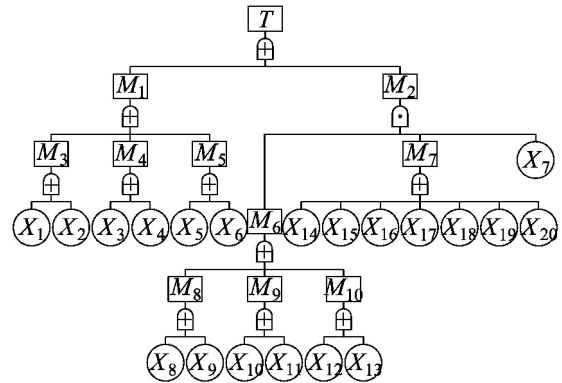 T
M1 M2
M3 M4 M5 M7 X7
X1 X2 X3 X4 X5 X6 M6 X14 X15 X16 X17 X18 X19 X20
M8 M9 M10
X8 X9 X10 X11 X12 X13